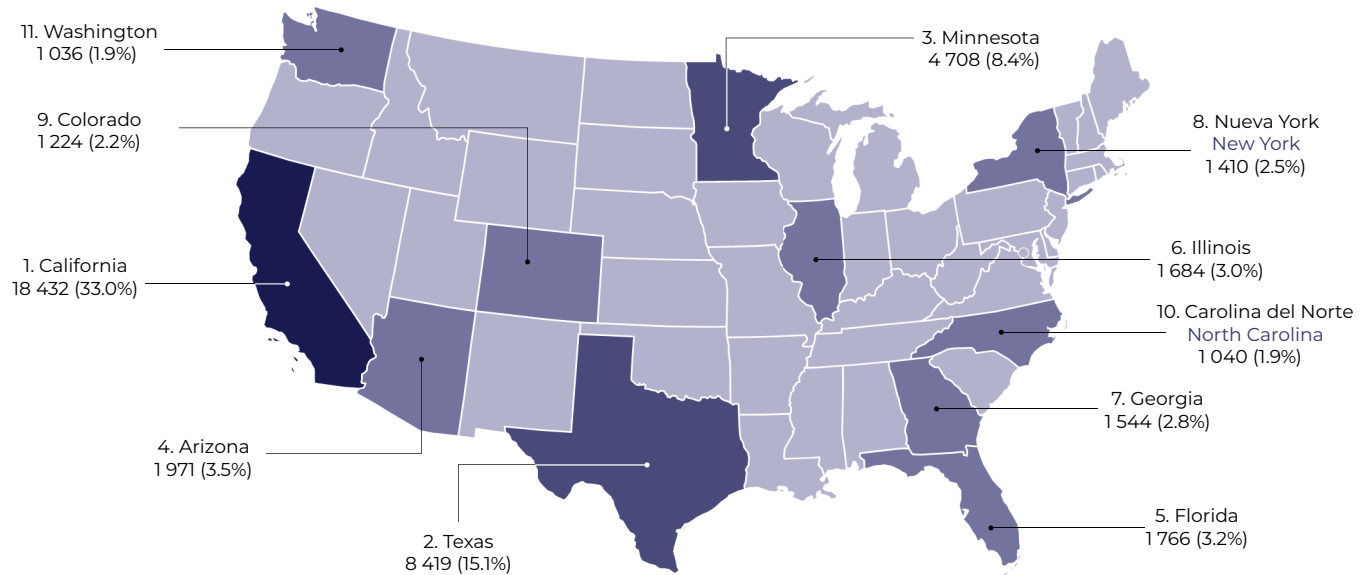 11. Washington
1 036 (1.9%)
3. Minnesota
4 708 (8.4%)
9. Colorado
1 224 (2.2%)
8. Nueva York
New York
1 410 (2.5%)
6. Illinois
1 684 (3.0%)
1. California
18 432 (33.0%)
10. Carolina del Norte
North Carolina
1 040 (1.9%)
7. Georgia
1 544 (2.8%)
4. Arizona
1 971 (3.5%)
5. Florida
1 766 (3.2%)
2. Texas
8 419 (15.1%)